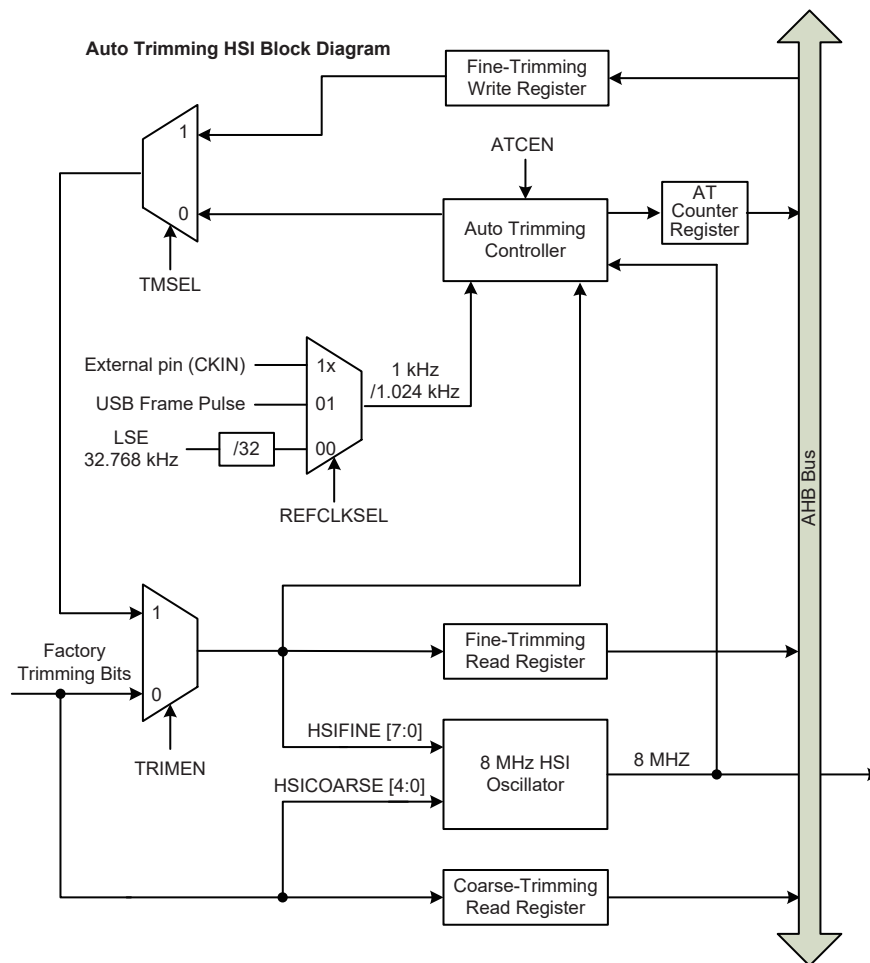 Auto Trimming HSI Block Diagram
Fine-Trimming
Write Register
1
ATCEN
0
Auto Trimming
Controller
AT
Counter
Register
TMSEL
External pin (CKIN)
1x
1 kHz
/1.024 kHz
USB Frame Pulse
01
LSE
32.768 kHz
/32
00
REFCLKSEL
AHB Bus
1
Factory
Trimming Bits
0
Fine-Trimming
Read Register
TRIMEN
HSIFINE [7:0]
8 MHz HSI
Oscillator
8 MHZ
HSICOARSE [4:0]
Coarse-Trimming
Read Register